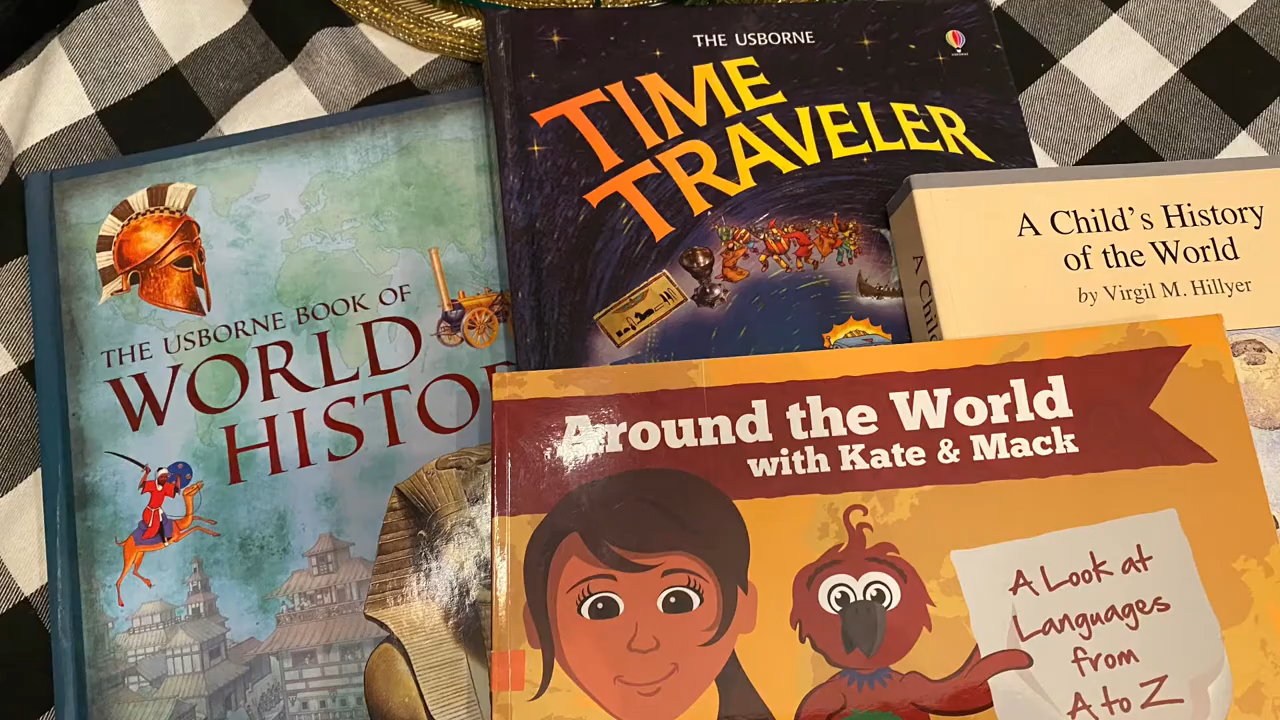 THE USBORNE
TIME
TRAVELER
THE USBORNE BOOK OF
WORLD
HISTO
A Child's History
of the World
by Virgil M. Hillyer
A Chil
Around the World
with Kate & Mack
A Look at
Languages
from
A to Z